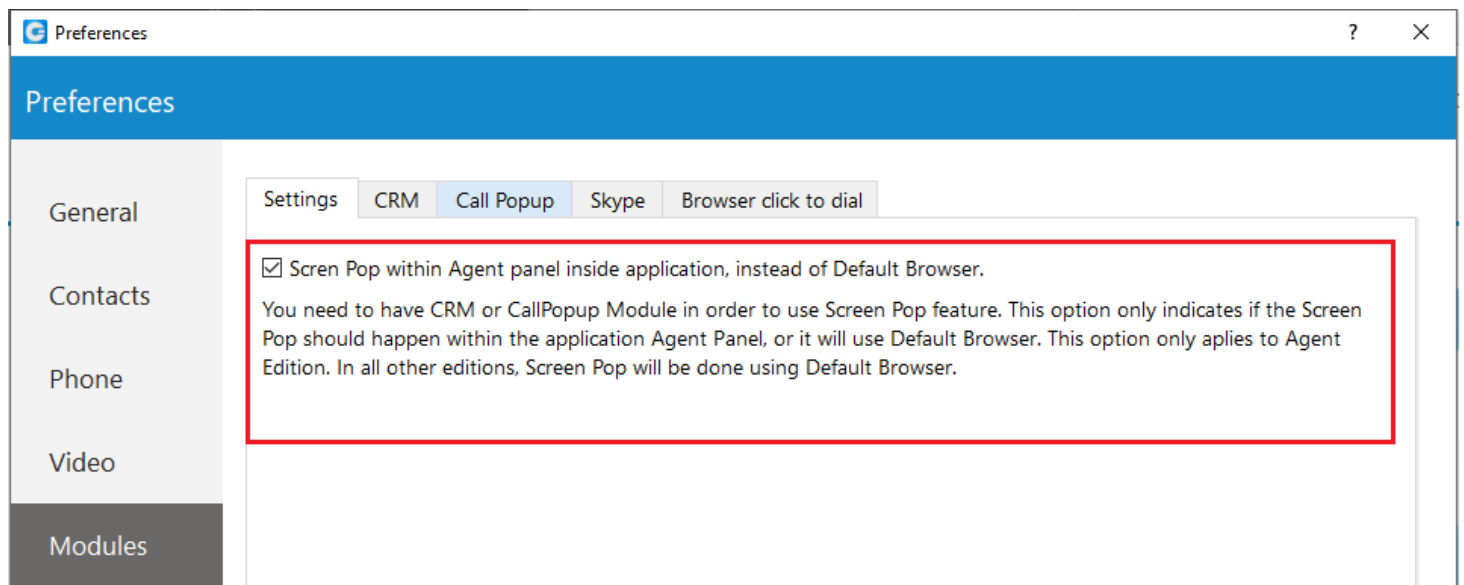 Preferences
?
Preferences
General
Contacts
Phone
Video
Modules
Settings
CRM
Call Popup
Skype
Browser click to dial
Scren Pop within Agent panel inside application, instead of Default Browser.
You need to have CRM or CallPopup Module in order to use Screen Pop feature. This option only indicates if the Screen
Pop should happen within the application Agent Panel, or it will use Default Browser. This option only aplies to Agent
Edition. In all other editions, Screen Pop will be done using Default Browser.